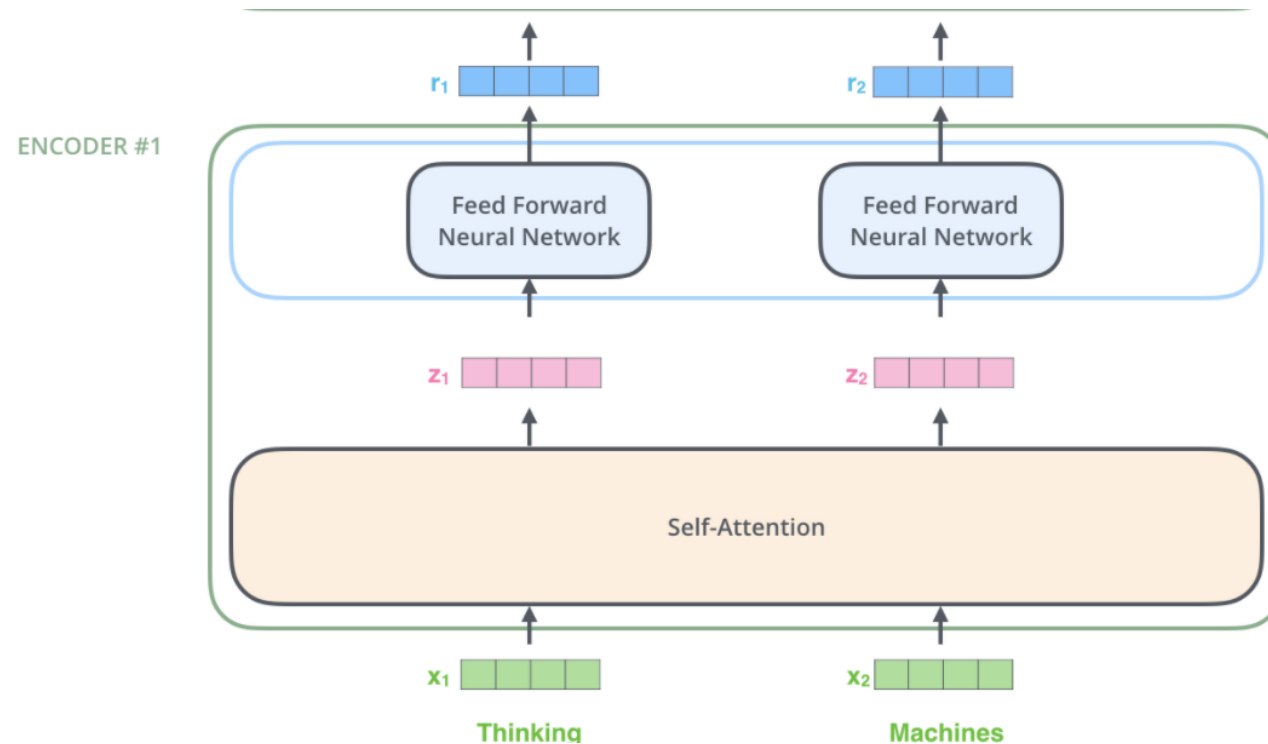 r₁
r₂
ENCODER #1
Feed Forward
Neural Network
Feed Forward
Neural Network
z₁
z₂
Self-Attention
x₁
x₂
Thinking
Machines